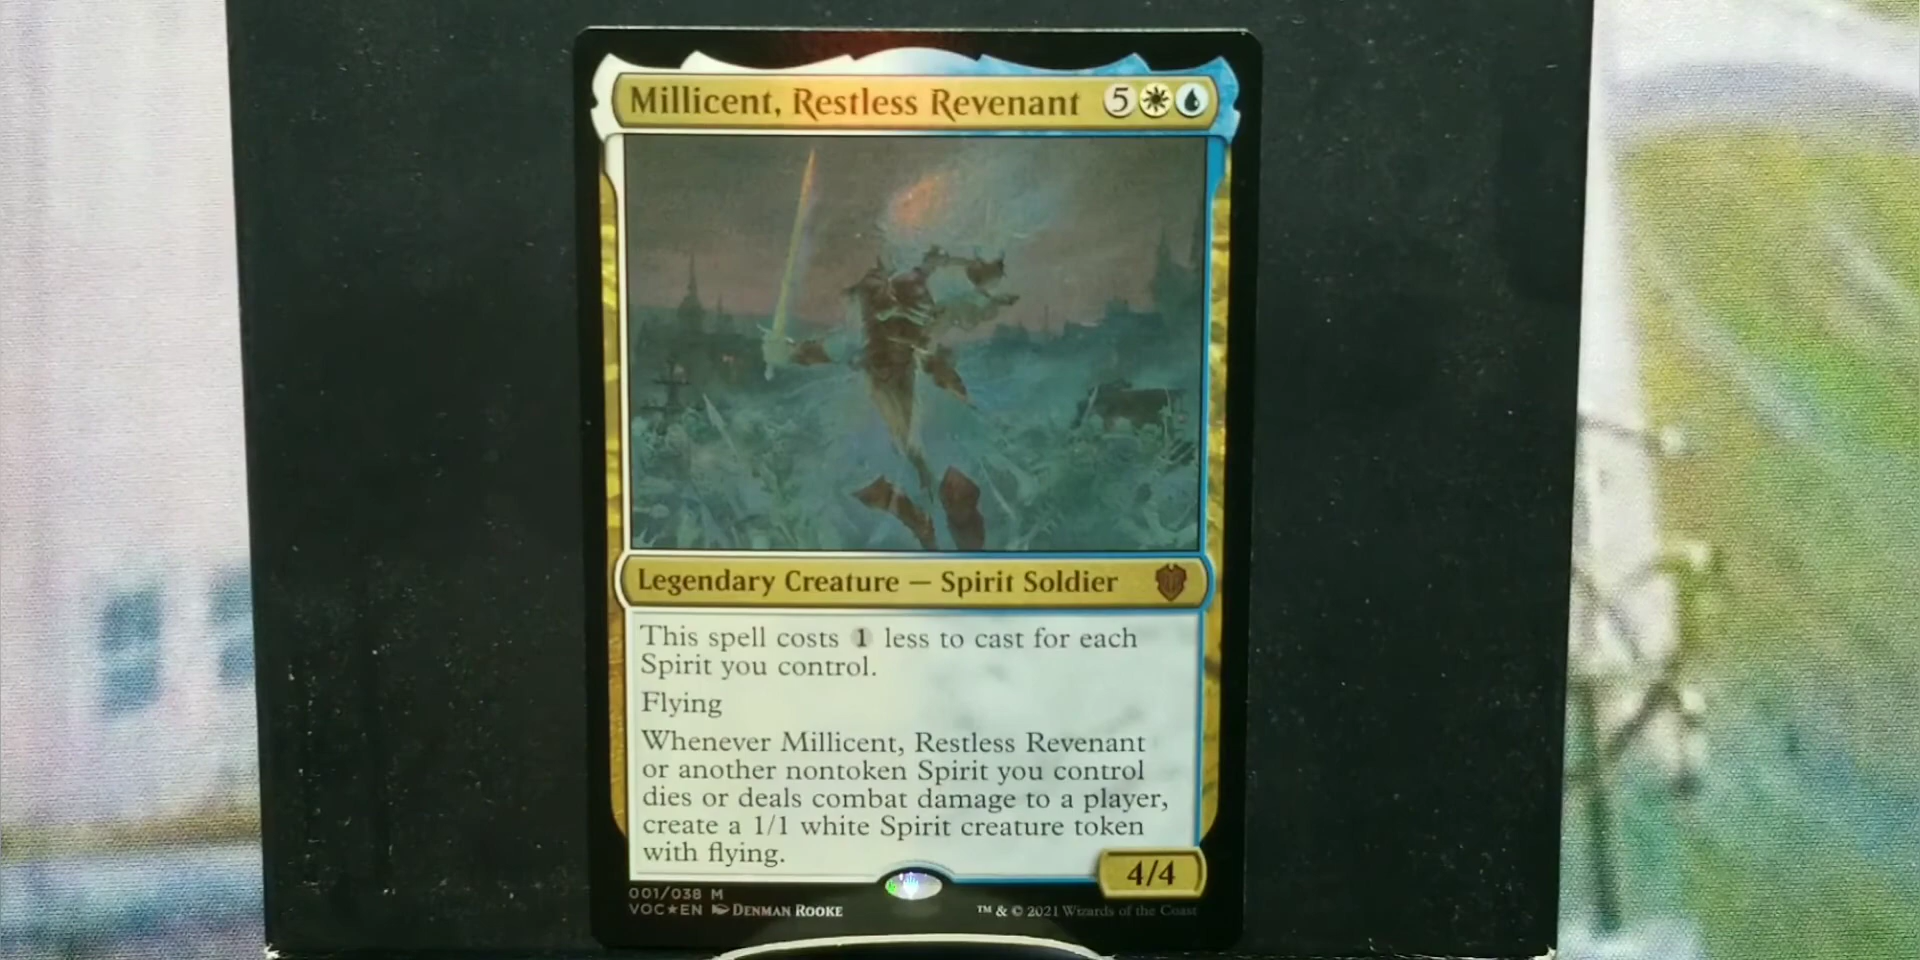 Millicent, Restless Revenant 5
Legendary Creature — Spirit Soldier
This spell costs 1 less to cast for each
Spirit you control.
Flying
Whenever Millicent, Restless Revenant
or another nontoken Spirit you control
dies or deals combat damage to a player,
create a 1/1 white Spirit creature token
with flying.
4/4
001/038 M
VOC★EN DENMAN ROOKE
™ & © 2021 Wizards of the Coast